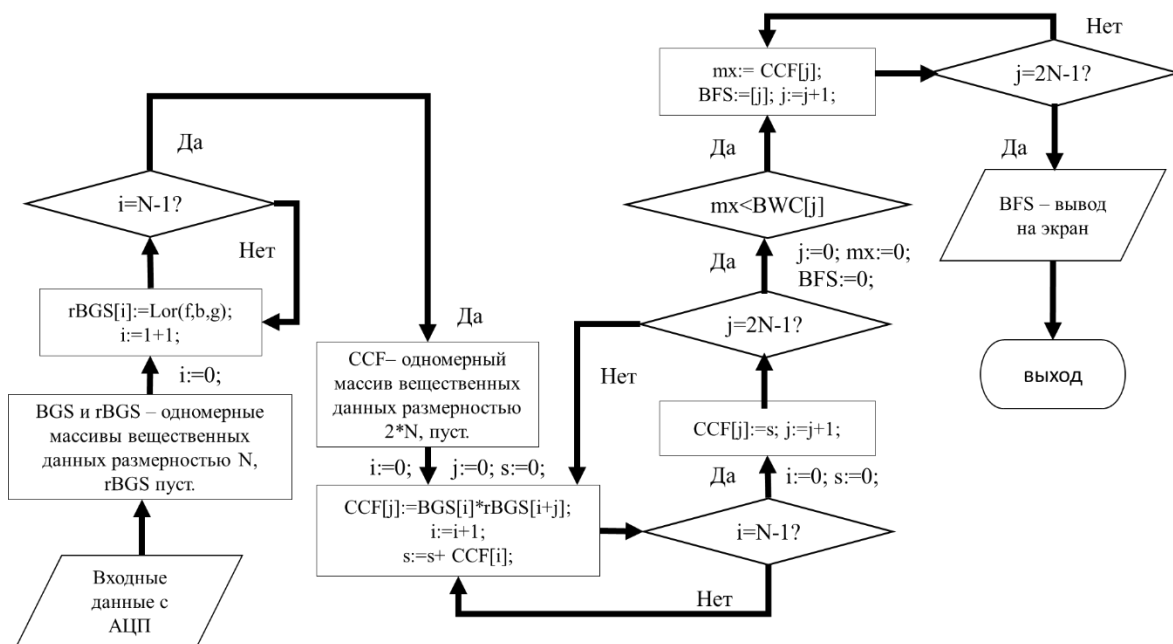 Входные
данные с
АЦП
BGS и rBGS – одномерные
массивы вещественных
данных размерностью N,
rBGS пуст.
i:=0;
rBGS[i]:=Lor(f,b,g);
i:=1+1;
Нет
i=N-1?
Да
Да
CCF– одномерный
массив вещественных
данных размерностью
2*N, пуст.
i:=0; j:=0; s:=0;
CCF[j]:=BGS[i]*rBGS[i+j];
i:=i+1;
s:=s+ CCF[i];
i=N-1?
Нет
Да
i:=0; s:=0;
CCF[j]:=s; j:=j+1;
j=2N-1?
Нет
Да
j:=0; mx:=0;
BFS:=0;
mx<BWC[j]
Да
mx:= CCF[j];
BFS:=[j]; j:=j+1;
j=2N-1?
Нет
Да
BFS – вывод
на экран
выход